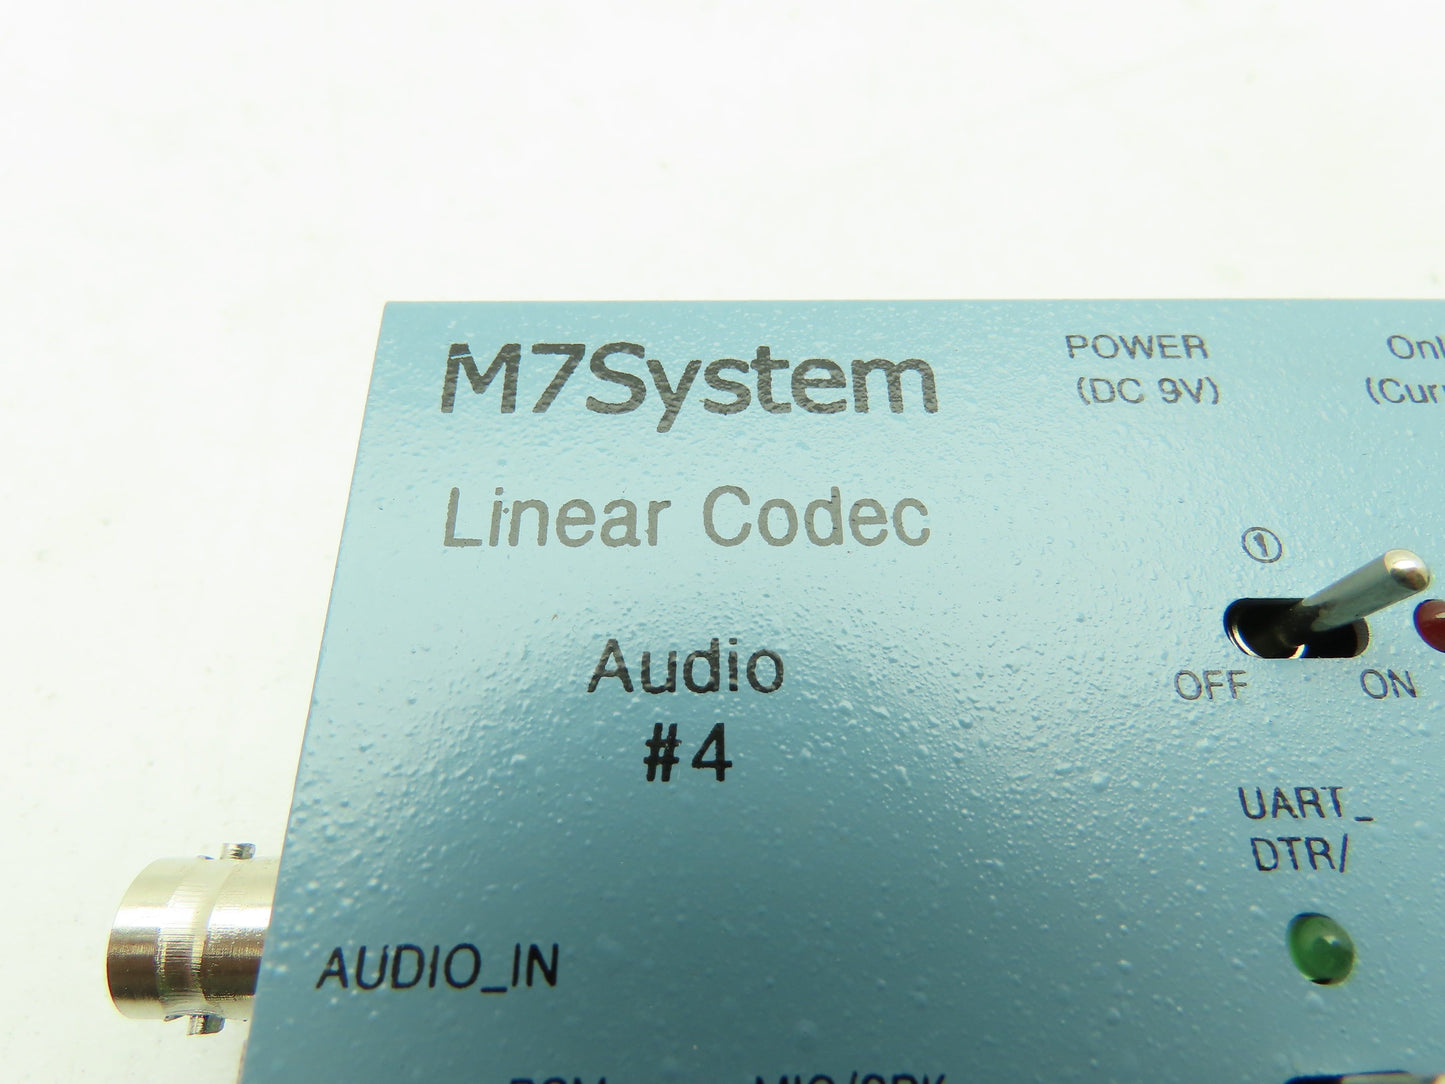 M7System
Linear Codec
Audio
#4
POWER
(DC 9V)
①
OFF
ON
UART_
DTR/
AUDIO_IN